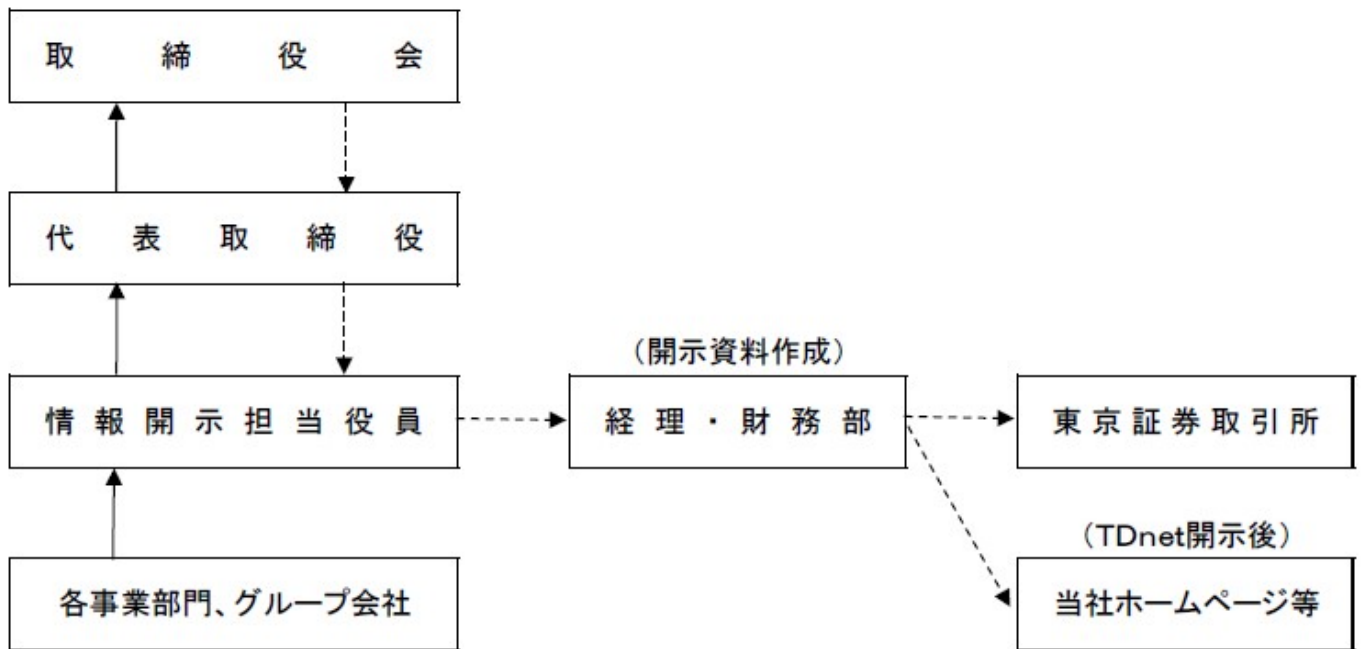 取締役会
代表取締役
（開示資料作成）
情報開示担当役員
経理・財務部
東京証券取引所
（TDnet開示後）
各事業部門、グループ会社
当社ホームページ等